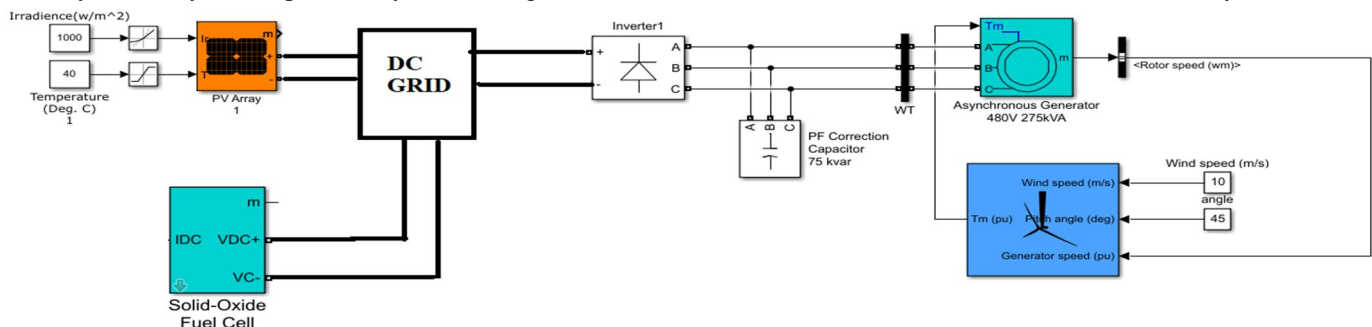 Irradience(w/m^2)
1000
40
Temperature
(Deg. C)
1
Ir
T
m
+
-
PV Array
1
DC
GRID
Inverter1
+
-
A
B
C
A
B
C
PF Correction
Capacitor
75 kvar
WT
Tm
A
B
C
m
Asynchronous Generator
480V 275kVA
<Rotor speed (wm)>
Wind speed (m/s)
10
angle
45
Wind speed (m/s)
Tm (pu)
Pitch angle (deg)
Generator speed (pu)
m
IDC
VDC+
VC-
Solid-Oxide
Fuel Cell